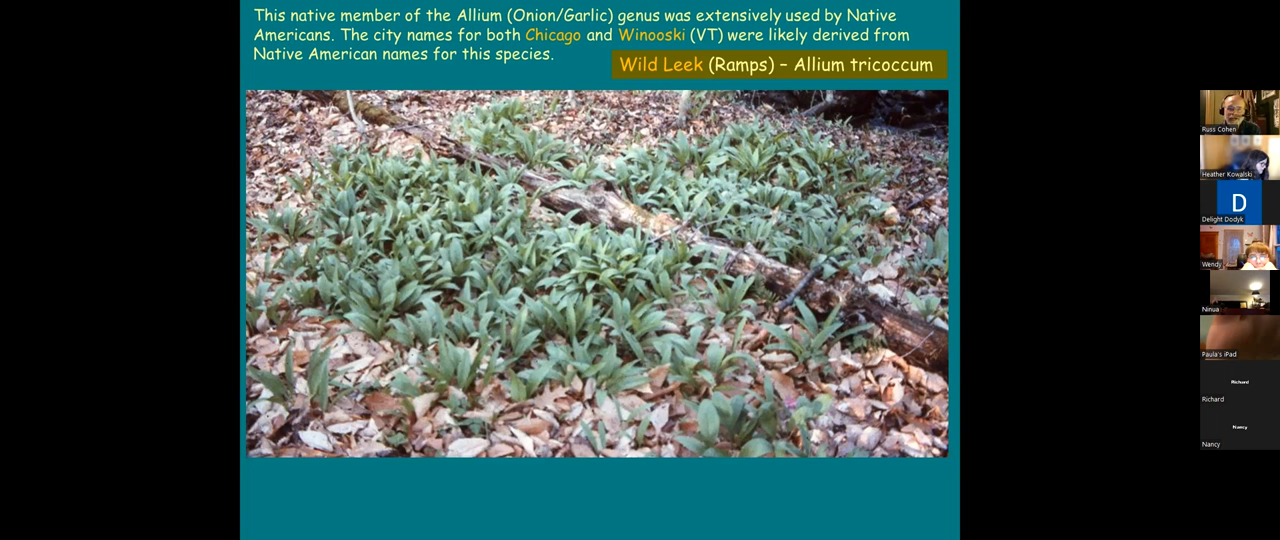 This native member of the Allium (Onion/Garlic) genus was extensively used by Native
Americans. The city names for both Chicago and Winooski (VT) were likely derived from
Native American names for this species.
Wild Leek (Ramps) – Allium tricoccum
Russ Cohen
Heather Kowalski
D
Delight Dodyk
Wendy
Ninua
Paula's iPad
Richard
Richard
Nancy
Nancy